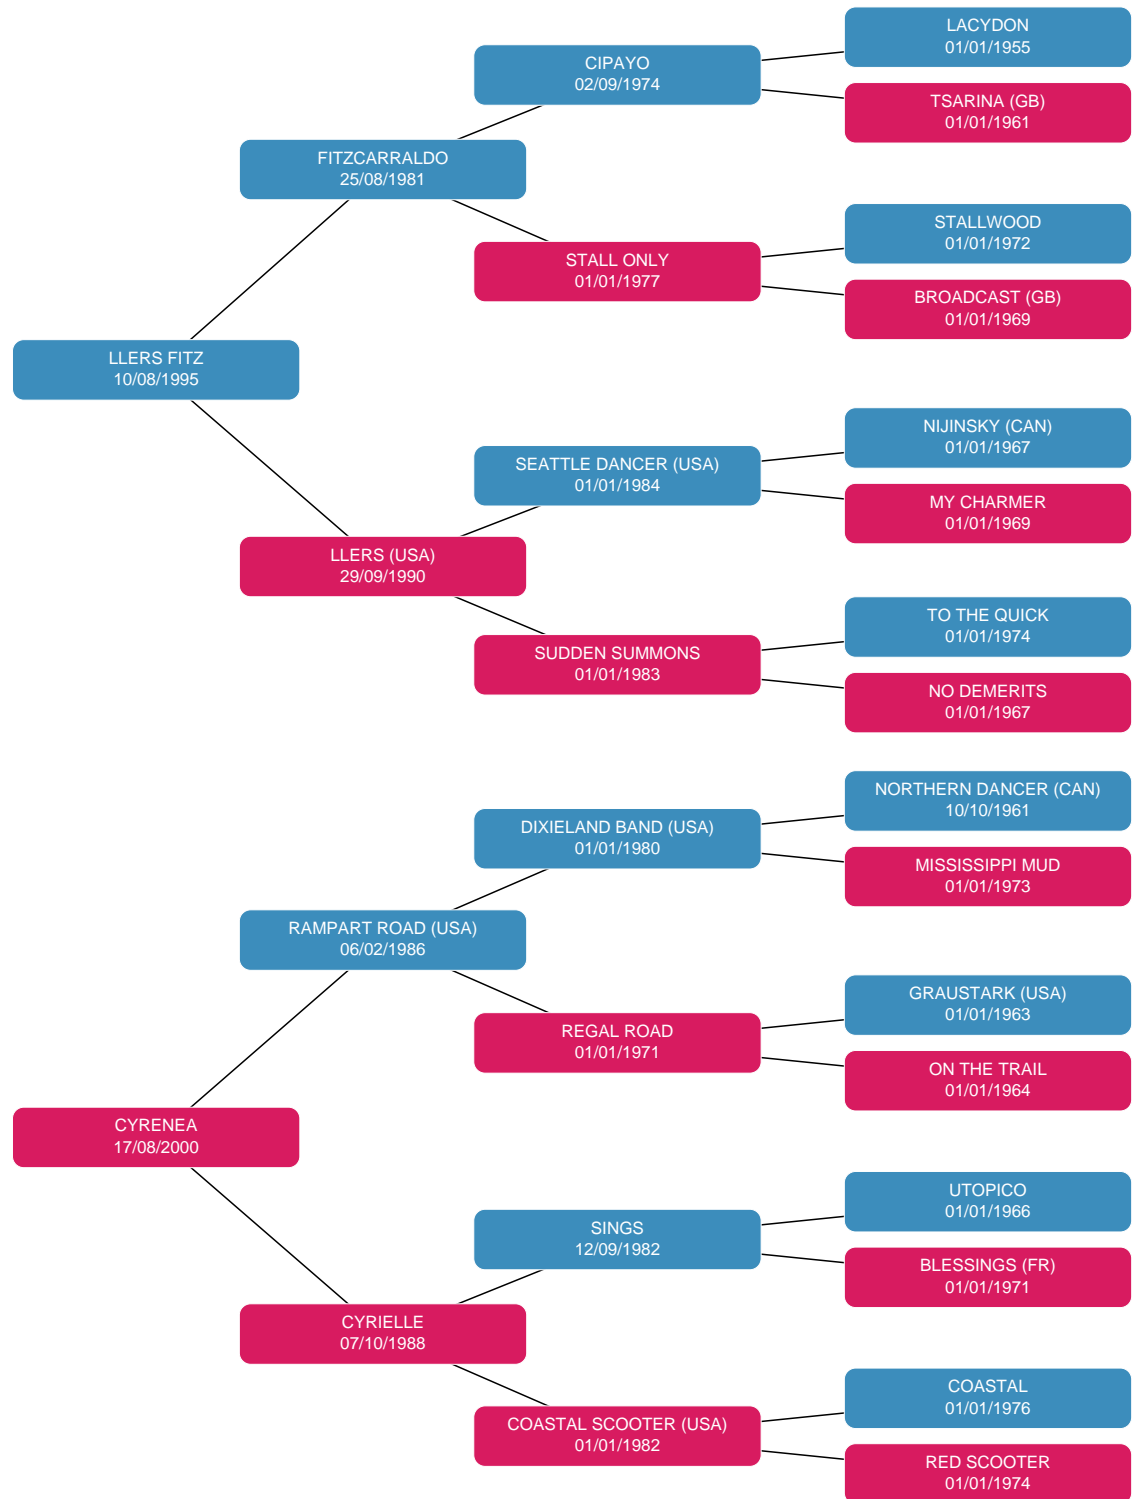 LACYDON
01/01/1955
CIPAYO
02/09/1974
TSARINA (GB)
01/01/1961
FITZCARRALDO
25/08/1981
STALLWOOD
01/01/1972
STALL ONLY
01/01/1977
BROADCAST (GB)
01/01/1969
LLERS FITZ
10/08/1995
NIJINSKY (CAN)
01/01/1967
SEATTLE DANCER (USA)
01/01/1984
MY CHARMER
01/01/1969
LLERS (USA)
29/09/1990
TO THE QUICK
01/01/1974
SUDDEN SUMMONS
01/01/1983
NO DEMERITS
01/01/1967
NORTHERN DANCER (CAN)
10/10/1961
DIXIELAND BAND (USA)
01/01/1980
MISSISSIPPI MUD
01/01/1973
RAMPART ROAD (USA)
06/02/1986
GRAUSTARK (USA)
01/01/1963
REGAL ROAD
01/01/1971
ON THE TRAIL
01/01/1964
CYRENEA
17/08/2000
UTOPICO
01/01/1966
SINGS
12/09/1982
BLESSINGS (FR)
01/01/1971
CYRIELLE
07/10/1988
COASTAL
01/01/1976
COASTAL SCOOTER (USA)
01/01/1982
RED SCOOTER
01/01/1974